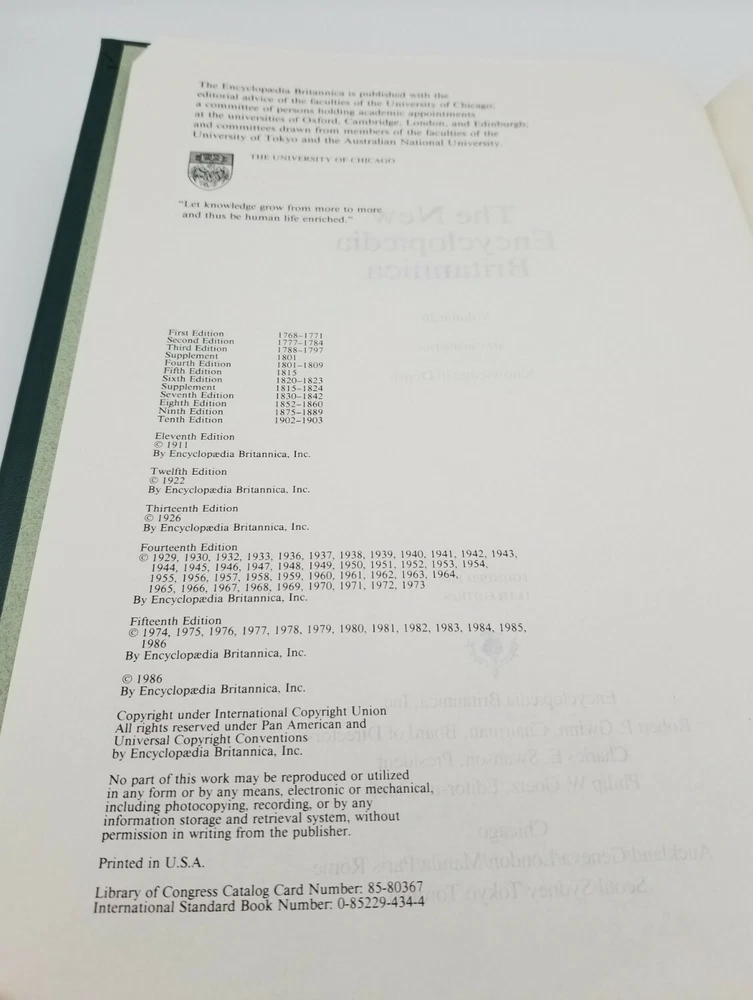 The Encyclopædia Britannica is published with the
editorial advice of the faculties of the University of Chicago;
a committee of persons holding academic appointments
at the universities of Oxford, Cambridge, London, and Edinburgh;
and committees drawn from members of the faculties of the
University of Tokyo and the Australian National University.
THE UNIVERSITY OF CHICAGO
"Let knowledge grow from more to more
and thus be human life enriched."
First Edition 1768–1771
Second Edition 1777–1784
Third Edition 1788–1797
Supplement 1801
Fourth Edition 1801–1809
Fifth Edition 1815
Sixth Edition 1820–1823
Supplement 1815–1824
Seventh Edition 1830–1842
Eighth Edition 1852–1860
Ninth Edition 1875–1889
Tenth Edition 1902–1903
Eleventh Edition
© 1911
By Encyclopædia Britannica, Inc.
Twelfth Edition
© 1922
By Encyclopædia Britannica, Inc.
Thirteenth Edition
© 1926
By Encyclopædia Britannica, Inc.
Fourteenth Edition
© 1929, 1930, 1932, 1933, 1936, 1937, 1938, 1939, 1940, 1941, 1942, 1943,
1944, 1945, 1946, 1947, 1948, 1949, 1950, 1951, 1952, 1953, 1954,
1955, 1956, 1957, 1958, 1959, 1960, 1961, 1962, 1963, 1964,
1965, 1966, 1967, 1968, 1969, 1970, 1971, 1972, 1973
By Encyclopædia Britannica, Inc.
Fifteenth Edition
© 1974, 1975, 1976, 1977, 1978, 1979, 1980, 1981, 1982, 1983, 1984, 1985,
1986
By Encyclopædia Britannica, Inc.
© 1986
By Encyclopædia Britannica, Inc.
Copyright under International Copyright Union
All rights reserved under Pan American and
Universal Copyright Conventions
by Encyclopædia Britannica, Inc.
No part of this work may be reproduced or utilized
in any form or by any means, electronic or mechanical,
including photocopying, recording, or by any
information storage and retrieval system, without
permission in writing from the publisher.
Printed in U.S.A.
Library of Congress Catalog Card Number: 85-80367
International Standard Book Number: 0-85229-434-4